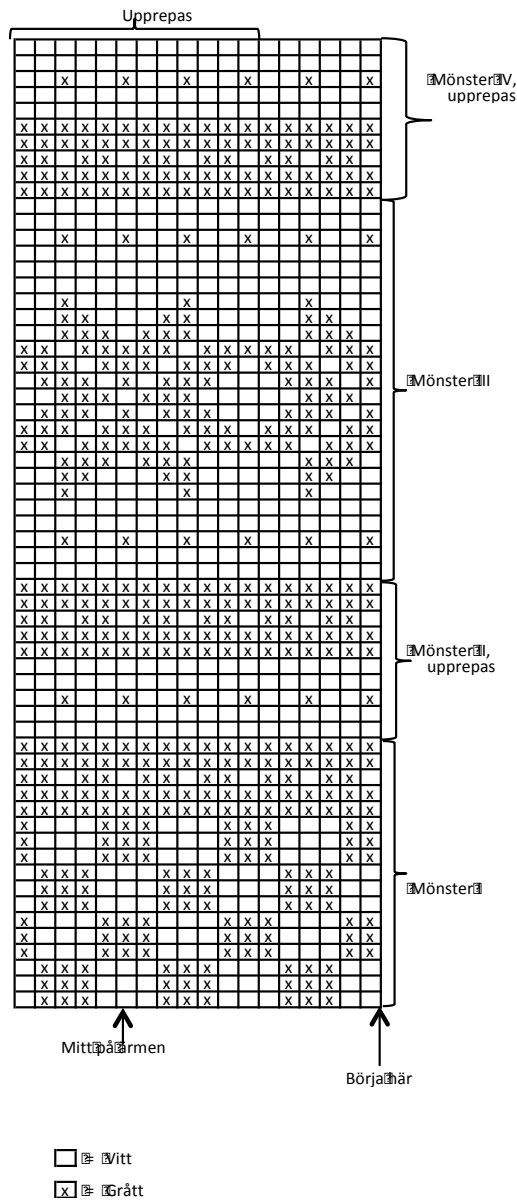 Upprepas
Mönster IV,
upprepas
Mönster III
Mönster II,
upprepas
Mönster I
Mitt på ärmen
Börja här
= Vitt
x = Grått